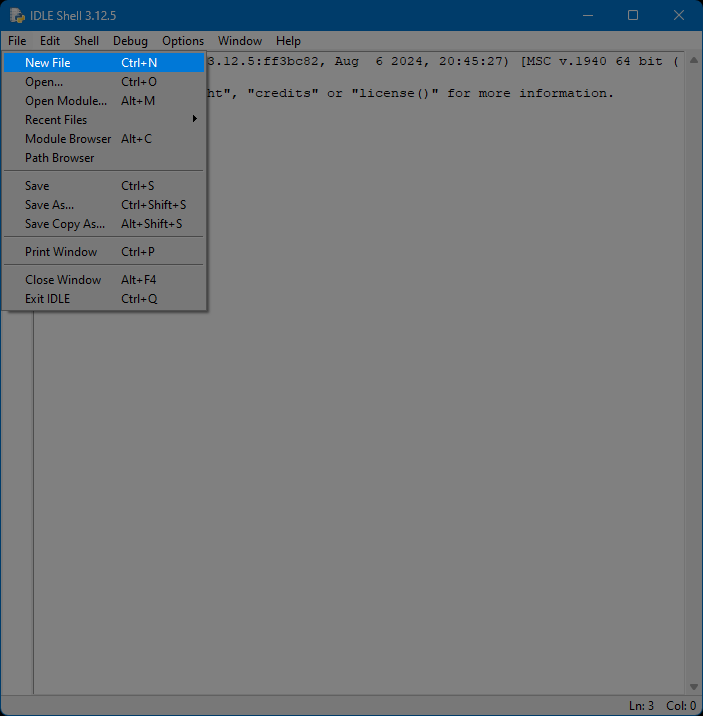 IDLE Shell 3.12.5
File Edit Shell Debug Options Window Help
3.12.5:ff3bc82, Aug  6 2024, 20:45:27) [MSC v.1940 64 bit (
ht", "credits" or "license()" for more information.
New File Ctrl+N
Open... Ctrl+O
Open Module... Alt+M
Recent Files
Module Browser Alt+C
Path Browser
Save Ctrl+S
Save As... Ctrl+Shift+S
Save Copy As... Alt+Shift+S
Print Window Ctrl+P
Close Window Alt+F4
Exit IDLE Ctrl+Q
Ln: 3 Col: 0